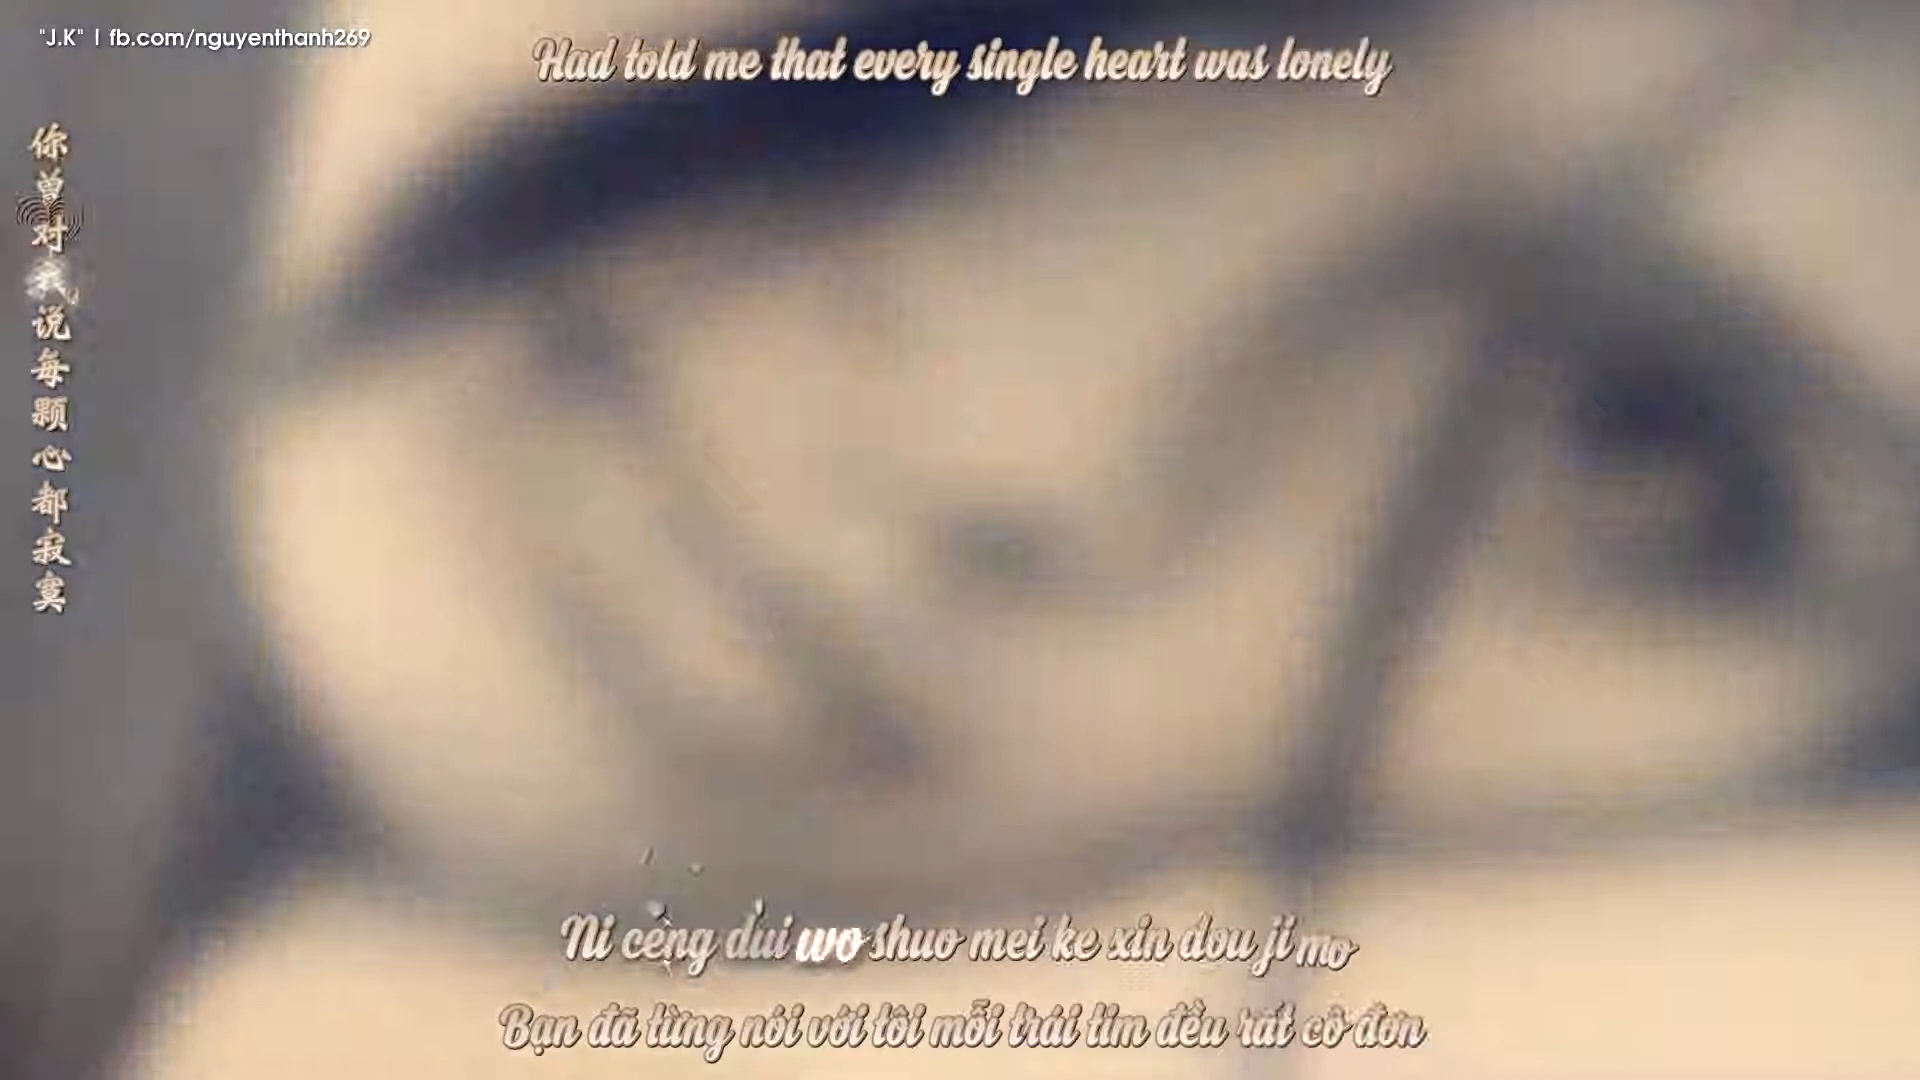 "J.K" | fb.com/nguyenthanh269
Had told me that every single heart was lonely
你曾对我说每颗心都寂寞
Ni céng dùi wo shuo mei ke xin dou ji mo
Bạn đã từng nói với tôi mỗi trái tim đều rất cô đơn